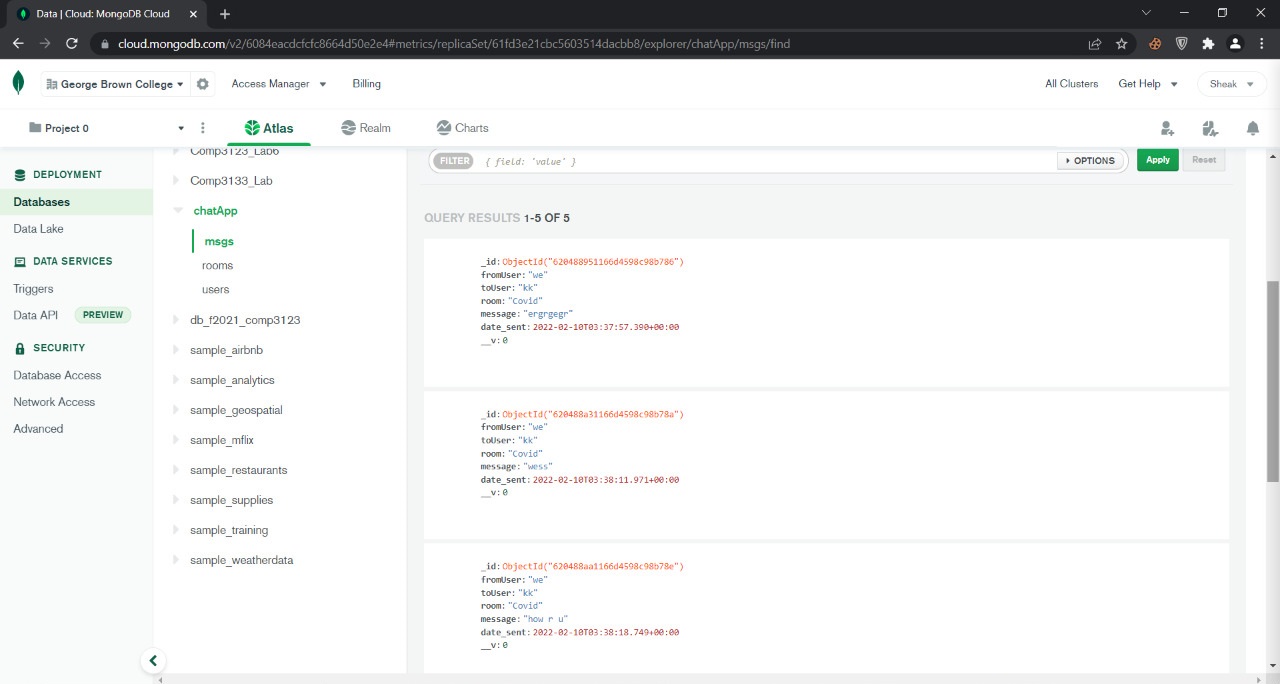 Data | Cloud: MongoDB Cloud
cloud.mongodb.com/v2/6084eacdcfcfc8664d50e2e4#metrics/replicaSet/61fd3e21cbc5603514dacbb8/explorer/chatApp/msgs/find
George Brown College
Access Manager
Billing
All Clusters
Get Help
Sheak
Project 0
Atlas
Realm
Charts
DEPLOYMENT
Databases
Data Lake
DATA SERVICES
Triggers
Data API PREVIEW
SECURITY
Database Access
Network Access
Advanced
Comp3123_Lab6
Comp3133_Lab
chatApp
msgs
rooms
users
db_f2021_comp3123
sample_airbnb
sample_analytics
sample_geospatial
sample_mflix
sample_restaurants
sample_supplies
sample_training
sample_weatherdata
FILTER { field: 'value' } OPTIONS Apply Reset
QUERY RESULTS 1-5 OF 5
_id: ObjectId("620488951166d4598c98b786")
fromUser: "we"
toUser: "kk"
room: "Covid"
message: "ergrgegr"
date_sent: 2022-02-10T03:37:57.390+00:00
__v: 0
_id: ObjectId("620488a31166d4598c98b78a")
fromUser: "we"
toUser: "kk"
room: "Covid"
message: "wess"
date_sent: 2022-02-10T03:38:11.971+00:00
__v: 0
_id: ObjectId("620488aa1166d4598c98b78e")
fromUser: "we"
toUser: "kk"
room: "Covid"
message: "how r u"
date_sent: 2022-02-10T03:38:18.749+00:00
__v: 0